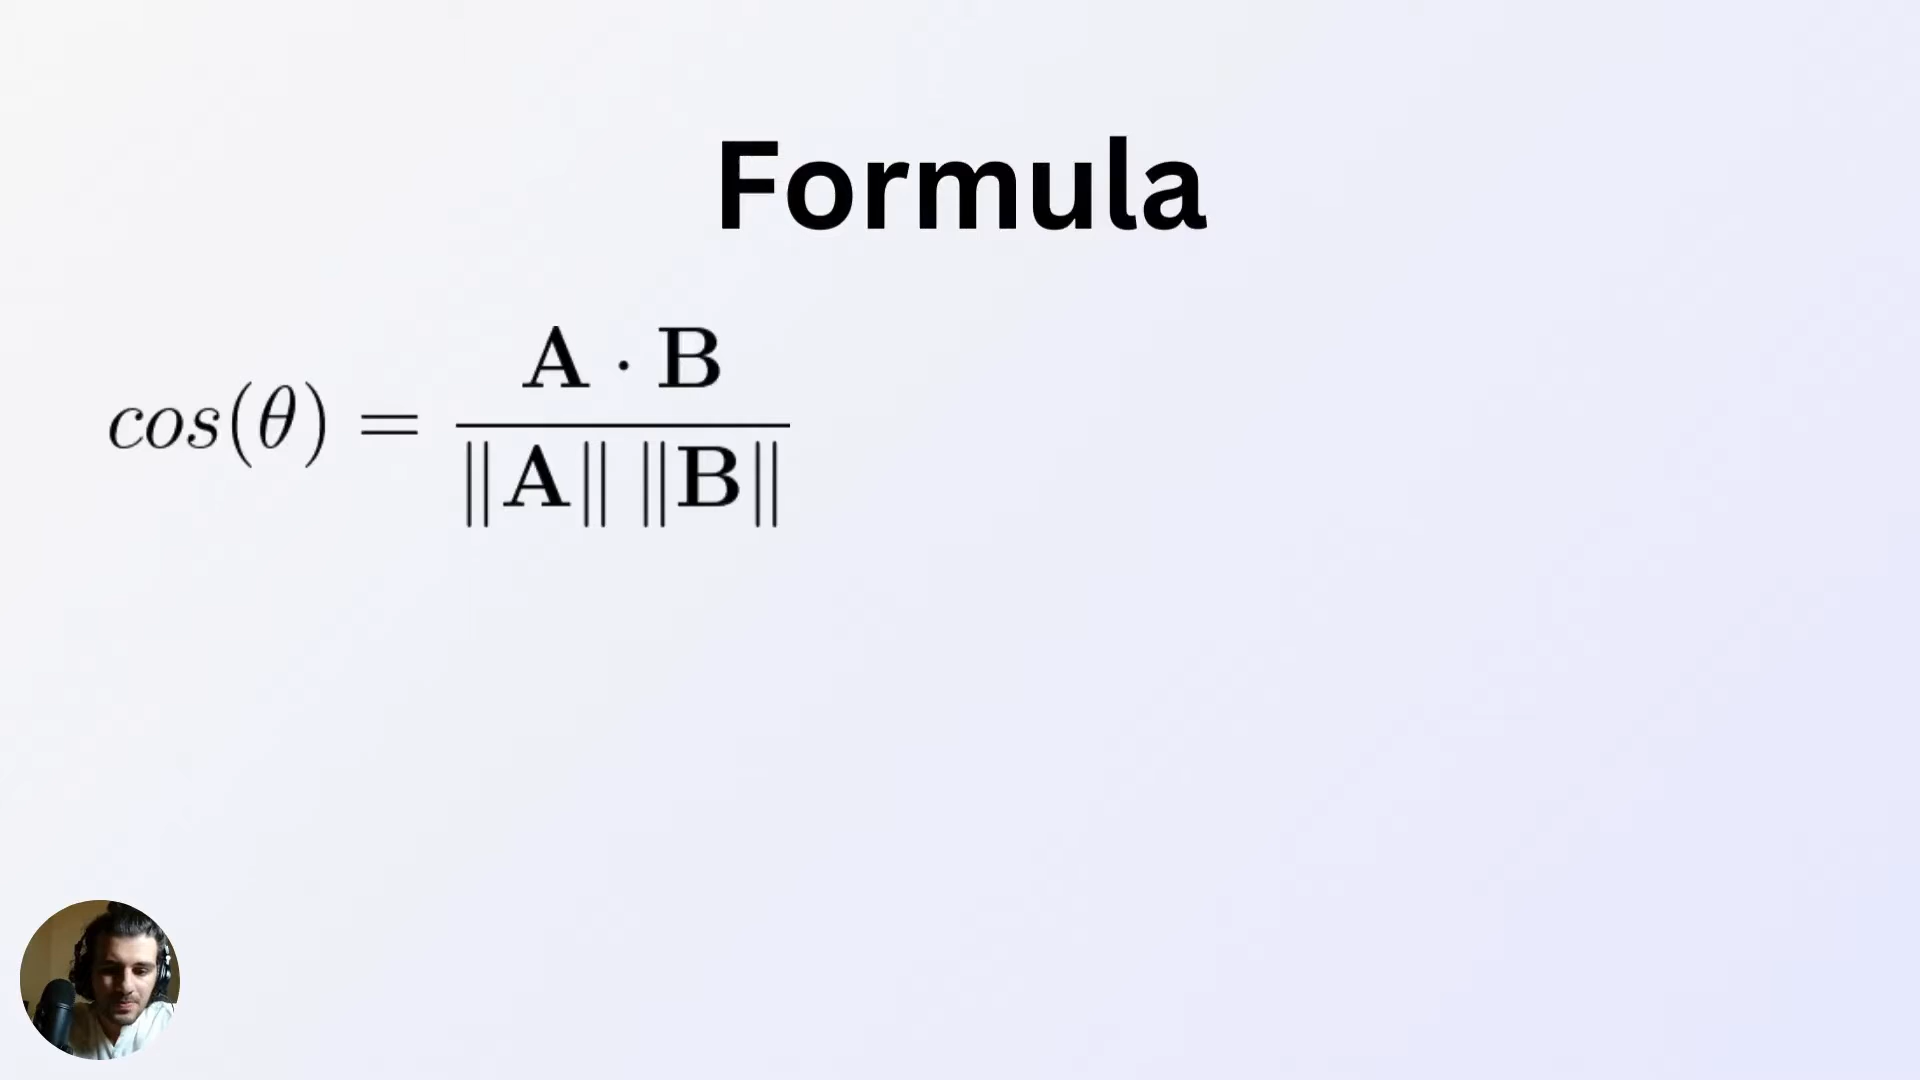 Formula
cos(θ) = A · B / ‖A‖ ‖B‖